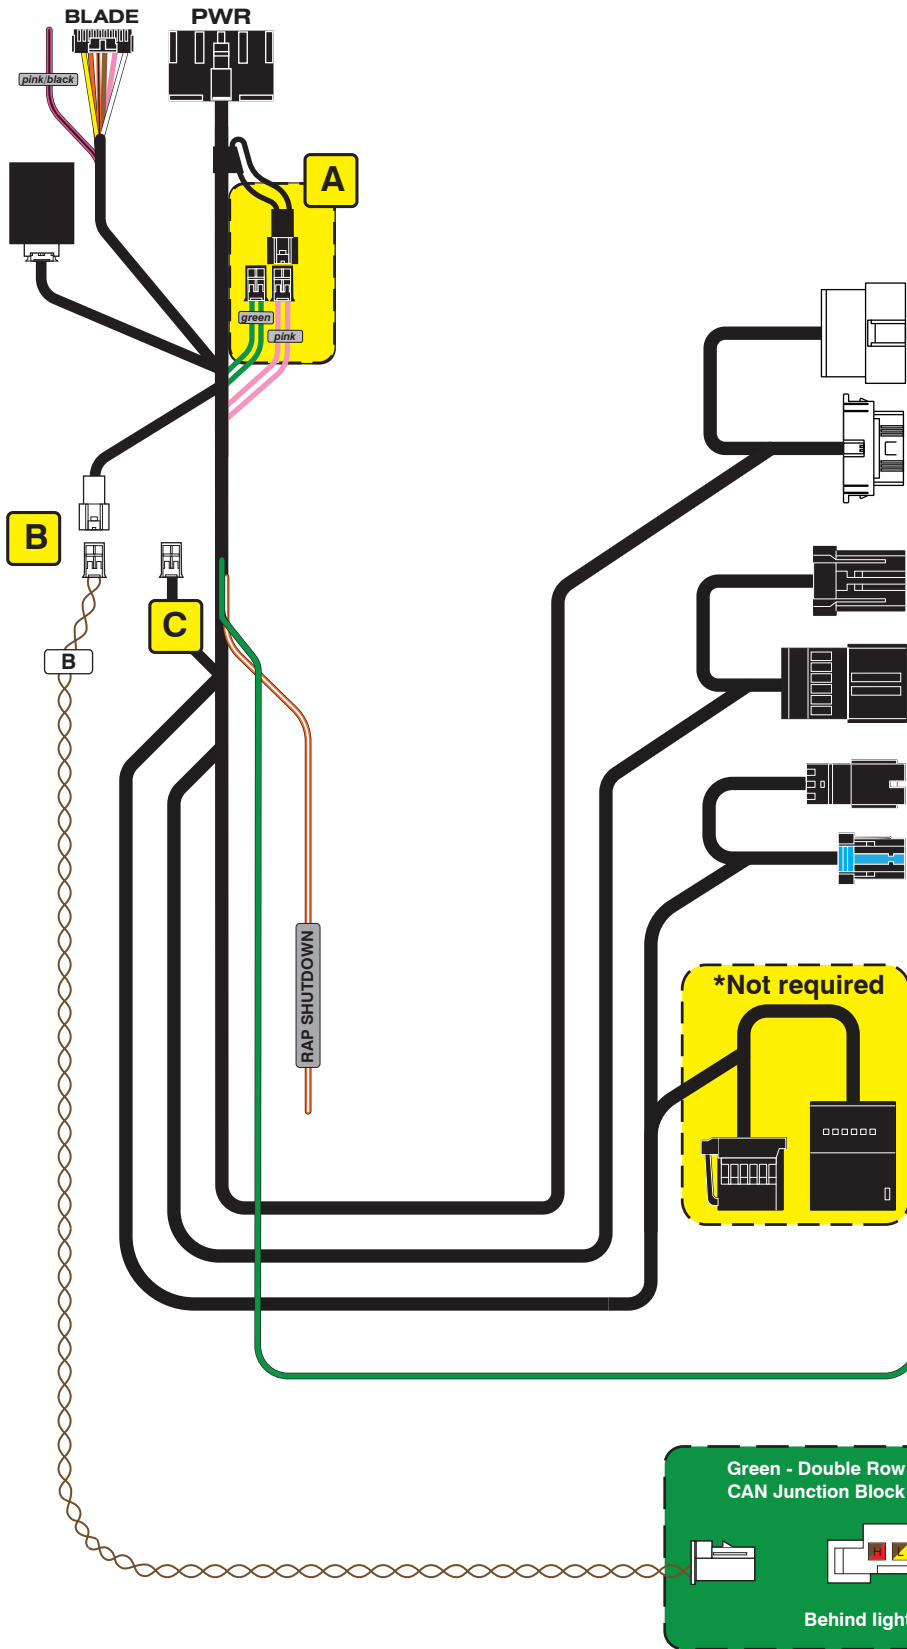 BLADE
PWR
pink/black
A
green
pink
B
C
B
RAP SHUTDOWN
*Not required
Green - Double Row
CAN Junction Block
H
Behind light